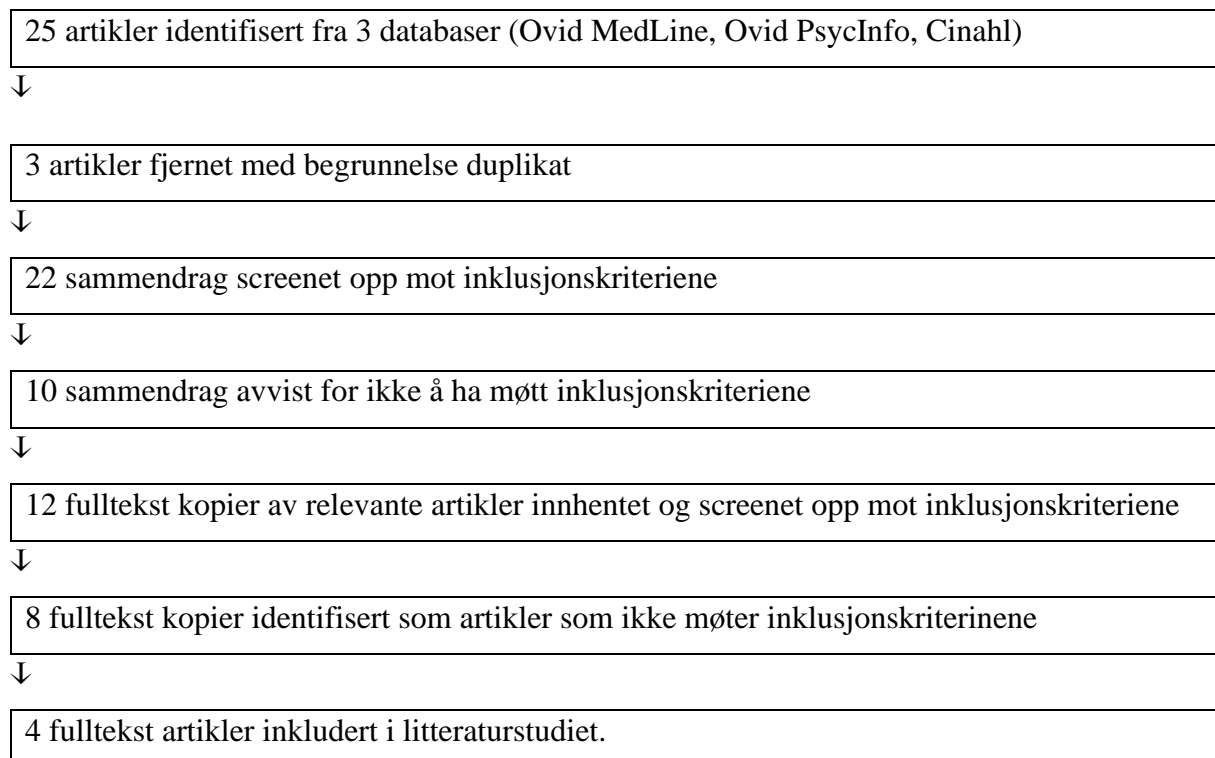 25 artikler identifisert fra 3 databaser (Ovid MedLine, Ovid PsycInfo, Cinahl)
↓
3 artikler fjernet med begrunnelse duplikat
↓
22 sammendrag screenet opp mot inklusjonskriteriene
↓
10 sammendrag avvist for ikke å ha møtt inklusjonskriteriene
↓
12 fulltekst kopier av relevante artikler innhentet og screenet opp mot inklusjonskriteriene
↓
8 fulltekst kopier identifisert som artikler som ikke møter inklusjonskriterinene
↓
4 fulltekst artikler inkludert i litteraturstudiet.